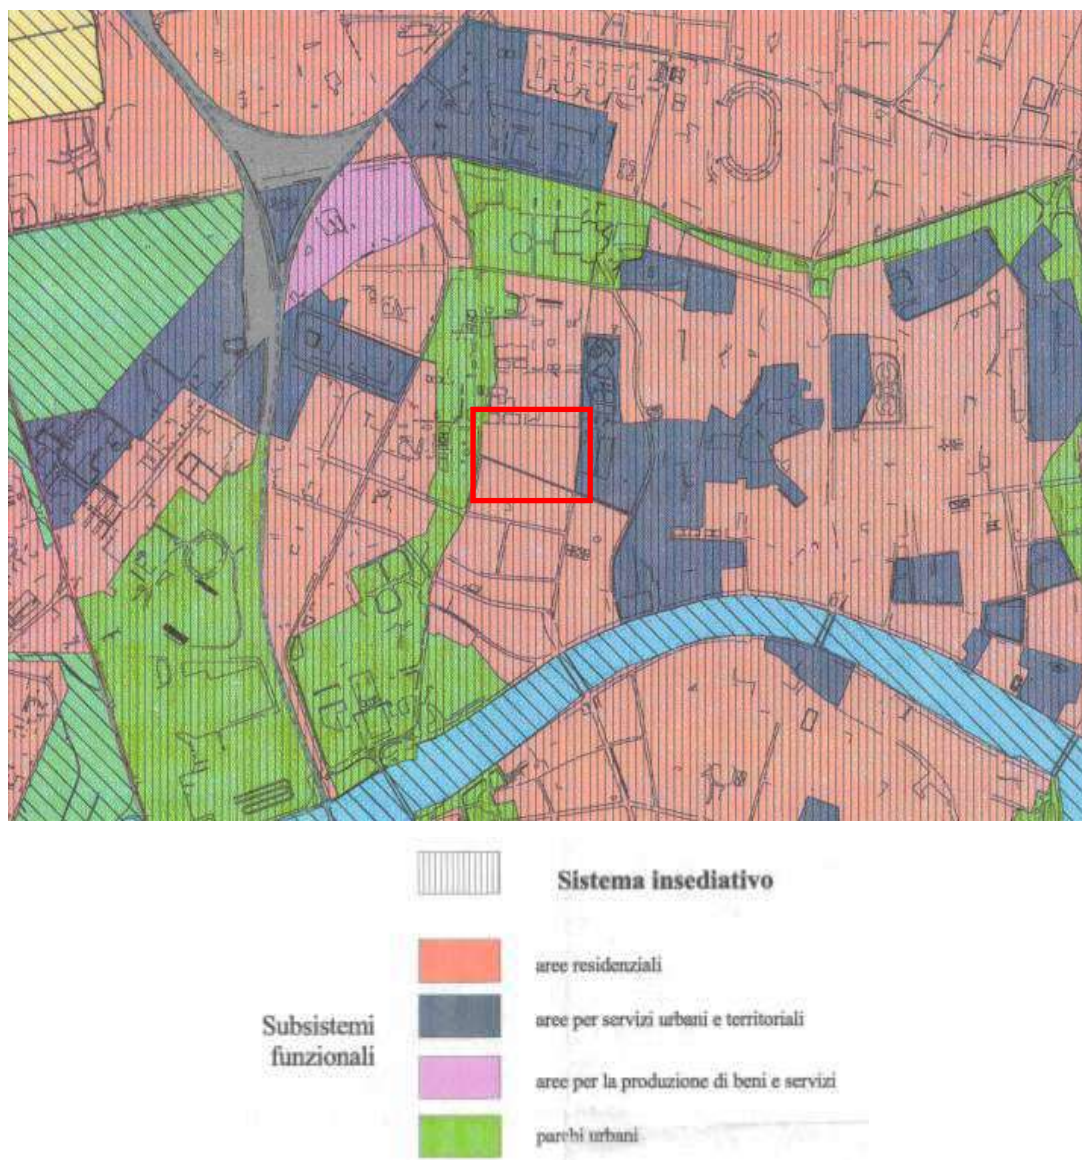 Sistema insediativo
aree residenziali
Subsistemi
funzionali
aree per servizi urbani e territoriali
aree per la produzione di beni e servizi
parchi urbani